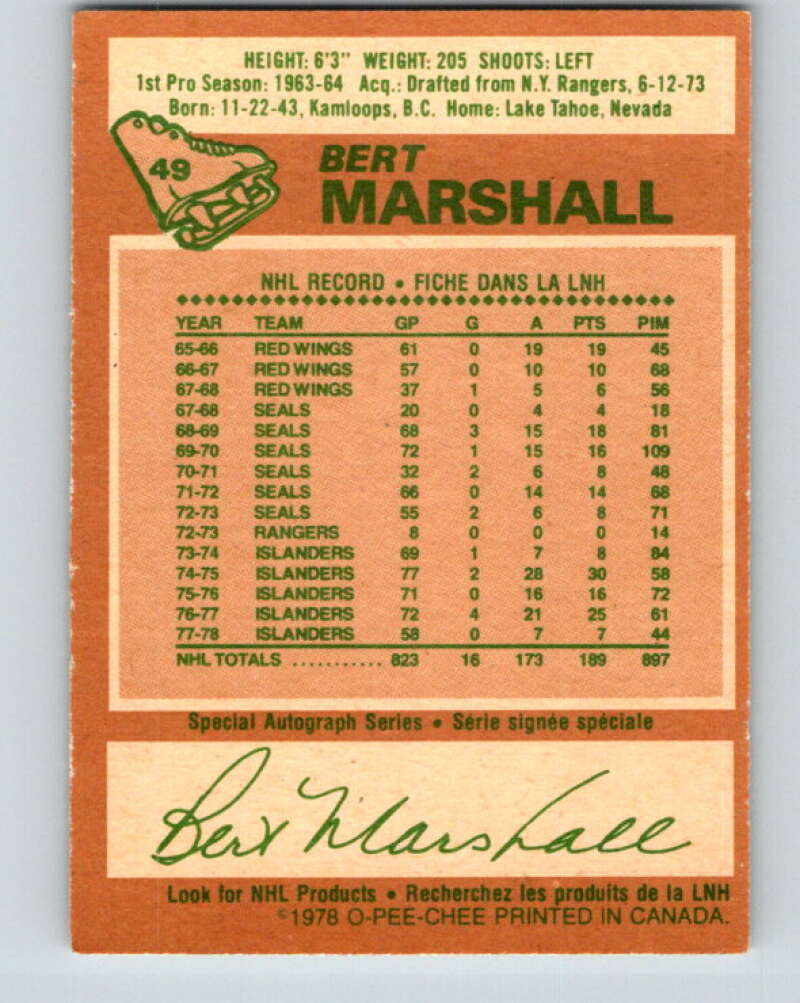 HEIGHT: 6'3" WEIGHT: 205 SHOOTS: LEFT
1st Pro Season: 1963-64 Acq.: Drafted from N.Y. Rangers, 6-12-73
Born: 11-22-43, Kamloops, B.C. Home: Lake Tahoe, Nevada
49
BERT
MARSHALL
NHL RECORD • FICHE DANS LA LNH
YEAR TEAM GP G A PTS PIM
65-66 RED WINGS 61 0 19 19 45
66-67 RED WINGS 57 0 10 10 68
67-68 RED WINGS 37 1 5 6 56
67-68 SEALS 20 0 4 4 18
68-69 SEALS 68 3 15 18 81
69-70 SEALS 72 1 15 16 109
70-71 SEALS 32 2 6 8 48
71-72 SEALS 66 0 14 14 68
72-73 SEALS 55 2 6 8 71
72-73 RANGERS 8 0 0 0 14
73-74 ISLANDERS 69 1 7 8 84
74-75 ISLANDERS 77 2 28 30 58
75-76 ISLANDERS 71 0 16 16 72
76-77 ISLANDERS 72 4 21 25 61
77-78 ISLANDERS 58 0 7 7 44
NHL TOTALS ........... 823 16 173 189 897
Special Autograph Series • Série signée spéciale
Bert Marshall
Look for NHL Products • Recherchez les produits de la LNH
©1978 O-PEE-CHEE PRINTED IN CANADA.